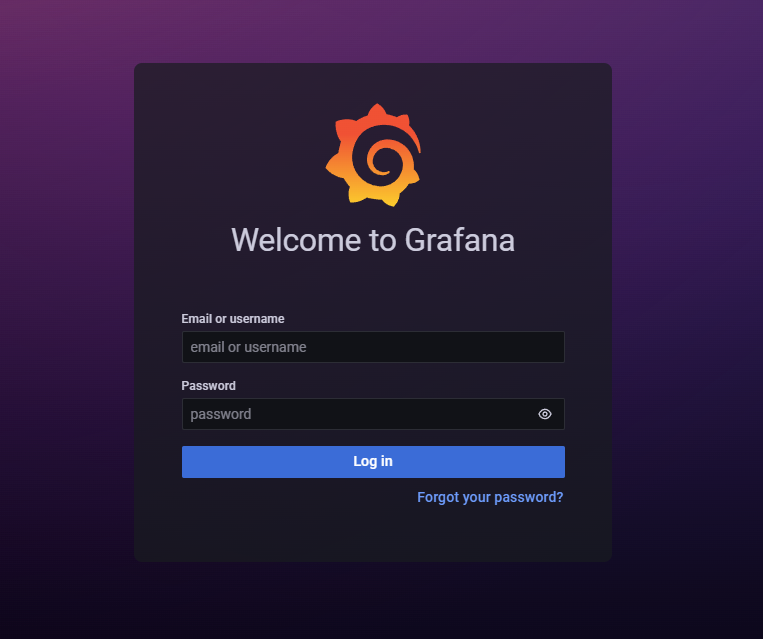 Welcome to Grafana
Email or username
email or username
Password
password
Log in
Forgot your password?